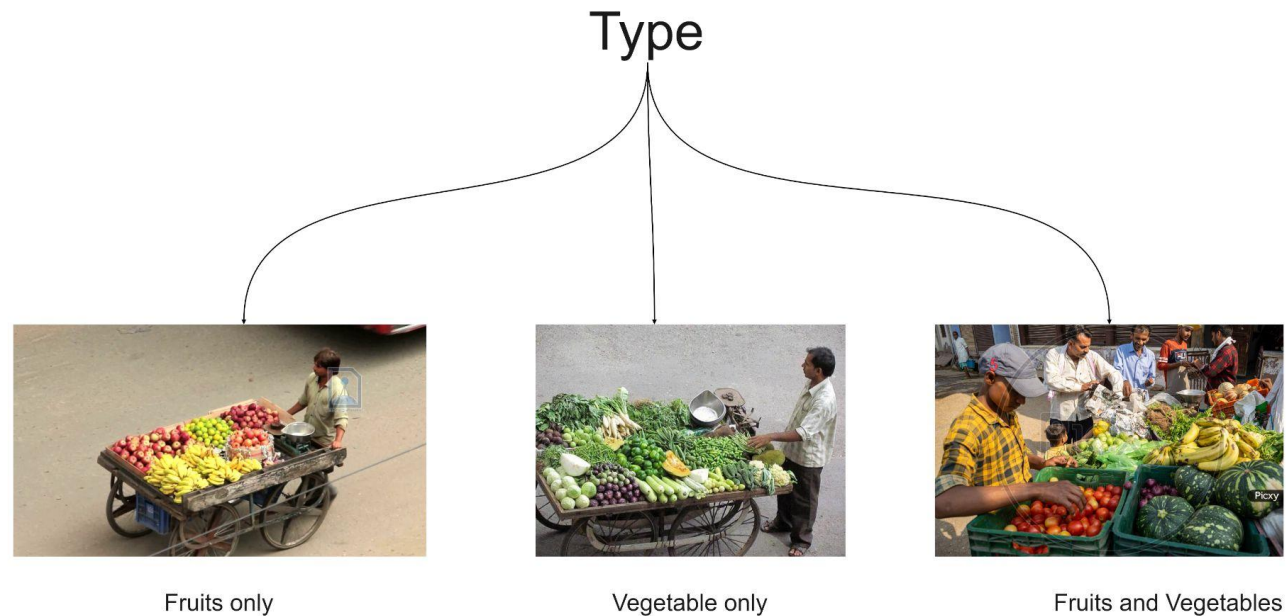 Type
Picxy
Fruits only
Vegetable only
Fruits and Vegetables